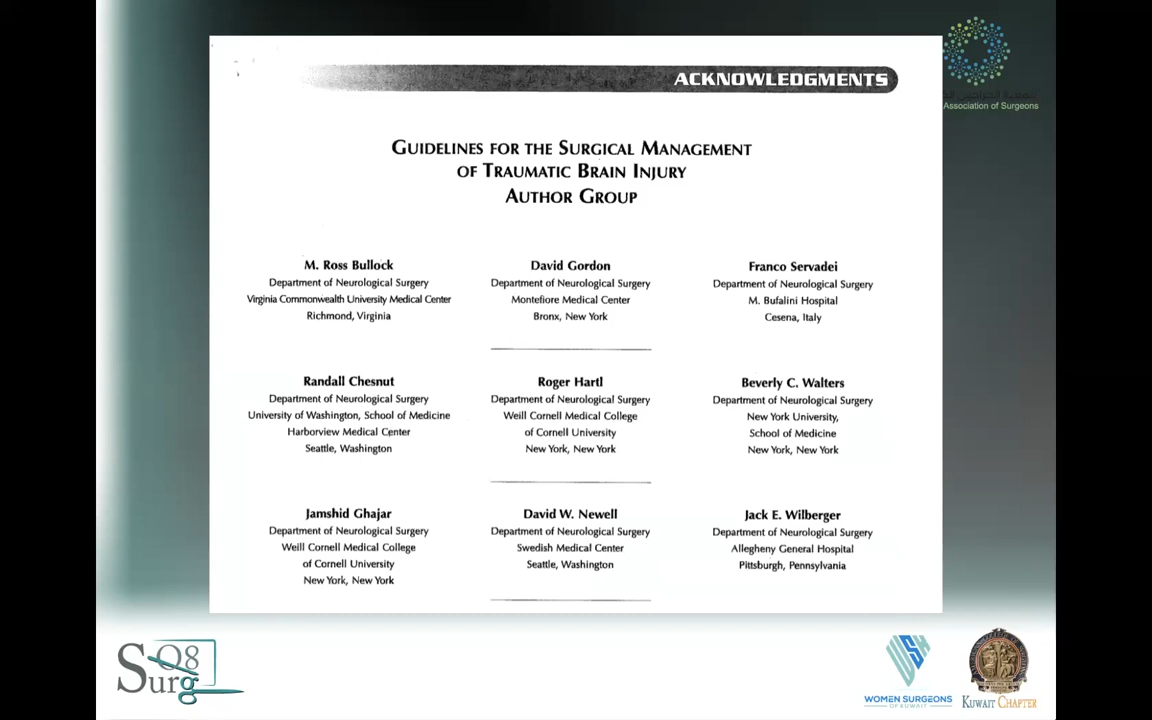 ACKNOWLEDGMENTS
Association of Surgeons
GUIDELINES FOR THE SURGICAL MANAGEMENT
OF TRAUMATIC BRAIN INJURY
AUTHOR GROUP
M. Ross Bullock
Department of Neurological Surgery
Virginia Commonwealth University Medical Center
Richmond, Virginia
David Gordon
Department of Neurological Surgery
Montefiore Medical Center
Bronx, New York
Franco Servadei
Department of Neurological Surgery
M. Bufalini Hospital
Cesena, Italy
Randall Chesnut
Department of Neurological Surgery
University of Washington, School of Medicine
Harborview Medical Center
Seattle, Washington
Roger Hartl
Department of Neurological Surgery
Weill Cornell Medical College
of Cornell University
New York, New York
Beverly C. Walters
Department of Neurological Surgery
New York University,
School of Medicine
New York, New York
Jamshid Ghajar
Department of Neurological Surgery
Weill Cornell Medical College
of Cornell University
New York, New York
David W. Newell
Department of Neurological Surgery
Swedish Medical Center
Seattle, Washington
Jack E. Wilberger
Department of Neurological Surgery
Allegheny General Hospital
Pittsburgh, Pennsylvania
SQ8
Surg
WOMEN SURGEONS
OF KUWAIT
KUWAIT CHAPTER